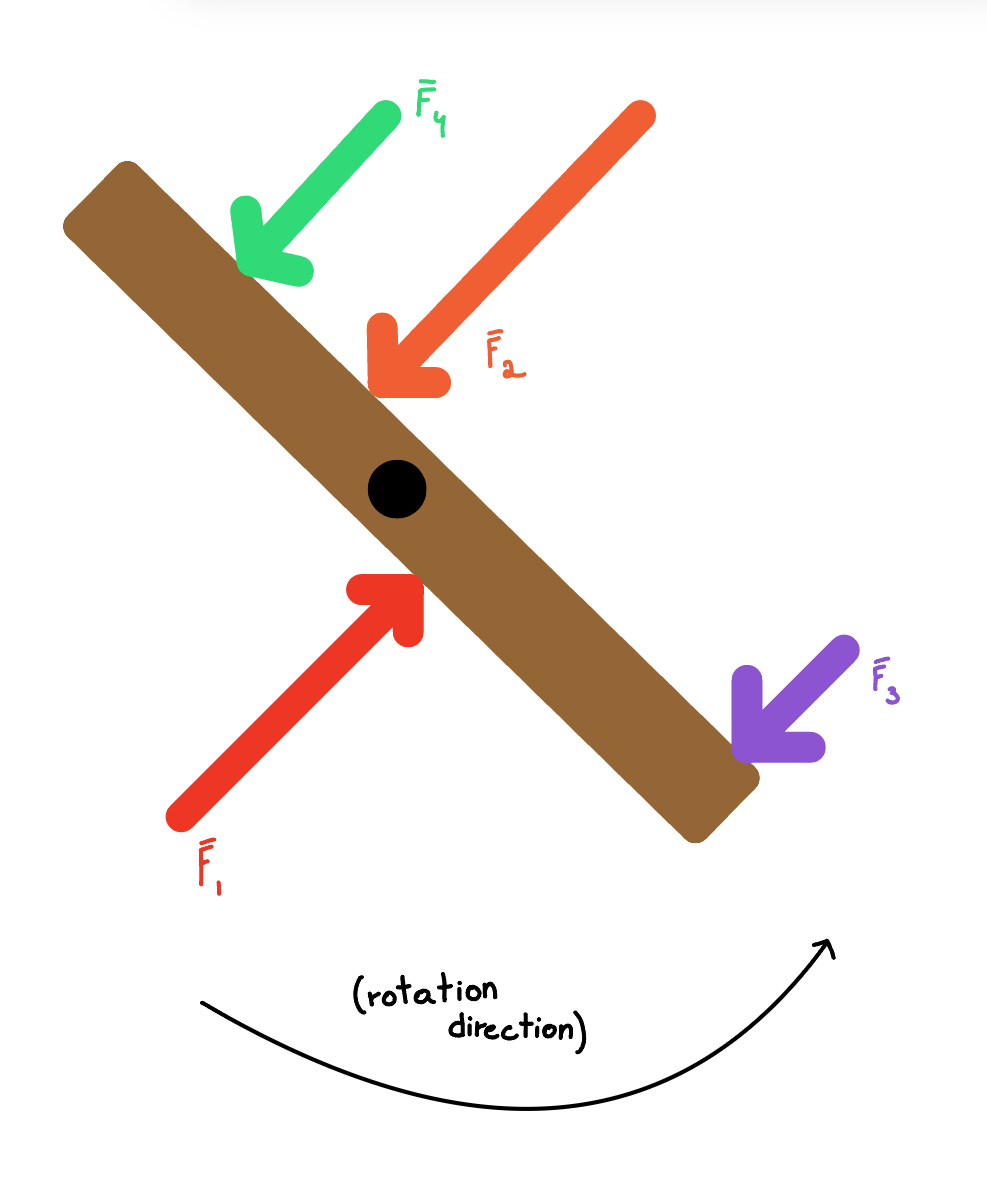 F̄₄
F̄₂
F̄₃
F̄₁
(rotation
direction)